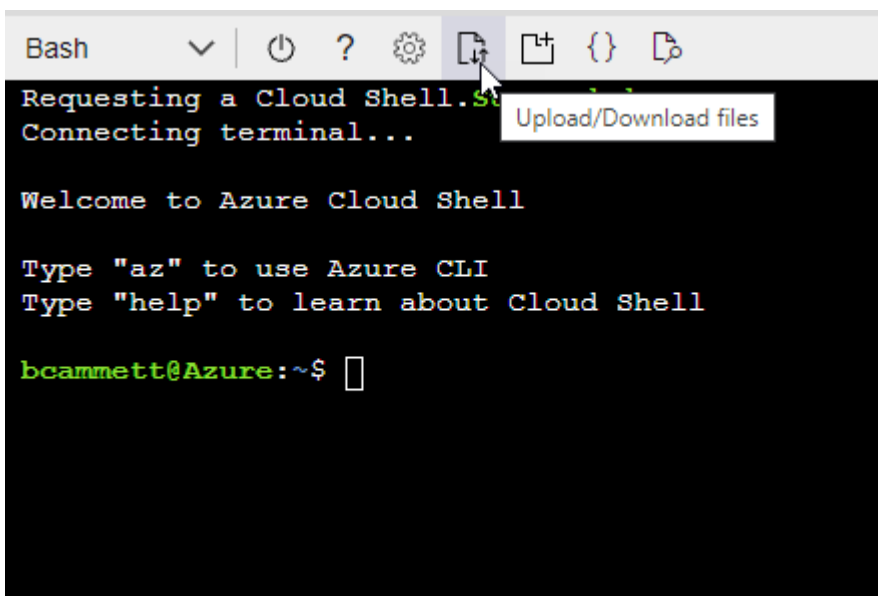 Bash
?
{}
Requesting a Cloud Shell.
Upload/Download files
Connecting terminal...
Welcome to Azure Cloud Shell
Type "az" to use Azure CLI
Type "help" to learn about Cloud Shell
bcammett@Azure:~$